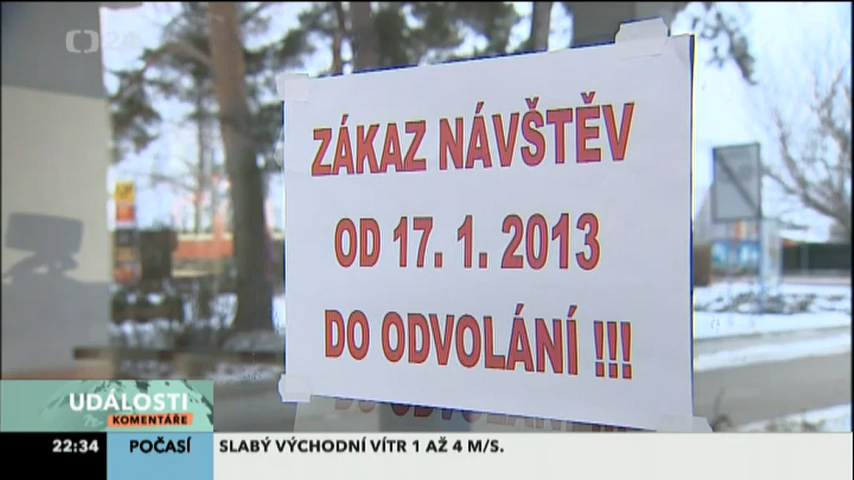 ZÁKAZ NÁVŠTĚV
OD 17. 1. 2013
DO ODVOLÁNÍ !!!
UDÁLOSTI
KOMENTÁŘE
22:34 POČASÍ SLABÝ VÝCHODNÍ VÍTR 1 AŽ 4 M/S.